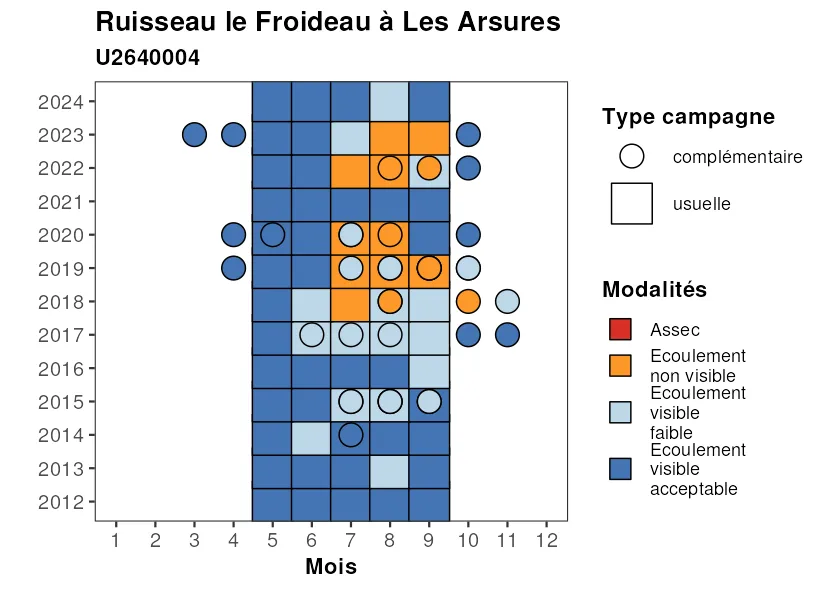 Ruisseau le Froideau à Les Arsures
U2640004
2024
2023
2022
2021
2020
2019
2018
2017
2016
2015
2014
2013
2012
1 2 3 4 5 6 7 8 9 10 11 12
Mois
Type campagne
complémentaire
usuelle
Modalités
Assec
Ecoulement
non visible
Ecoulement
visible
faible
Ecoulement
visible
acceptable